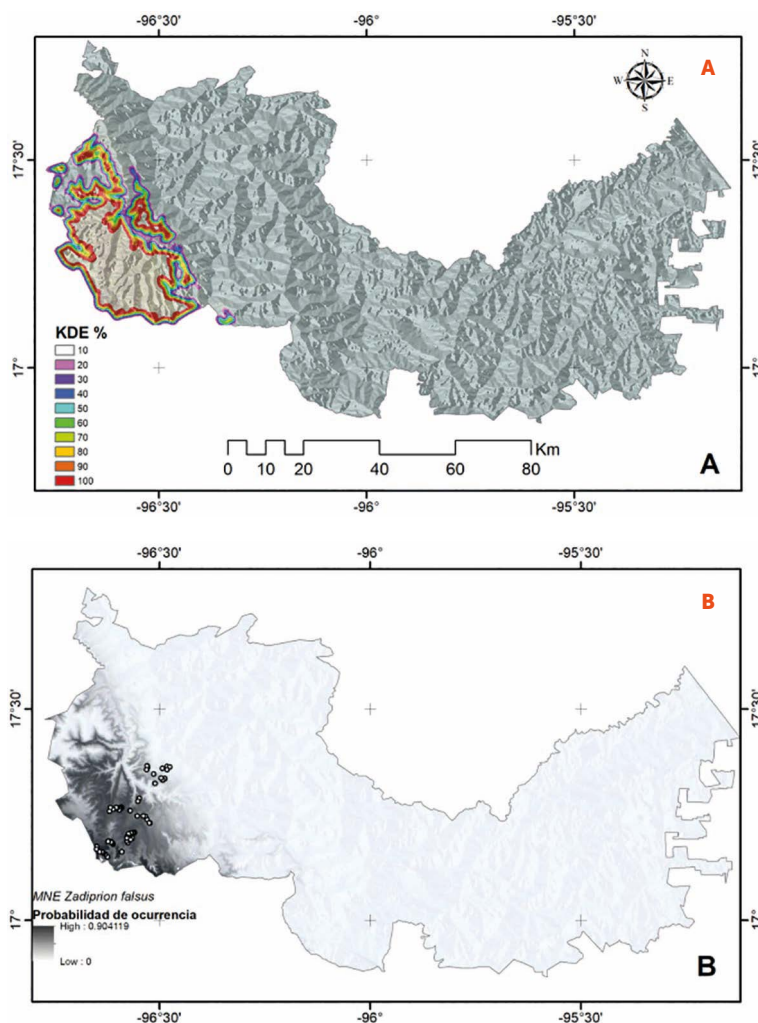 -96°30' -96° -95°30'
A
N
W E
S
17°30' 17°30'
17° 17°
KDE %
10
20
30
40
50
60
70
80
90
100
Km
0 10 20 40 60 80
A
-96°30' -96° -95°30'
-96°30' -96° -95°30'
B
17°30' 17°30'
17° 17°
MNE Zadiprion falsus
Probabilidad de ocurrencia
High : 0.904119
Low : 0
B
-96°30' -96° -95°30'